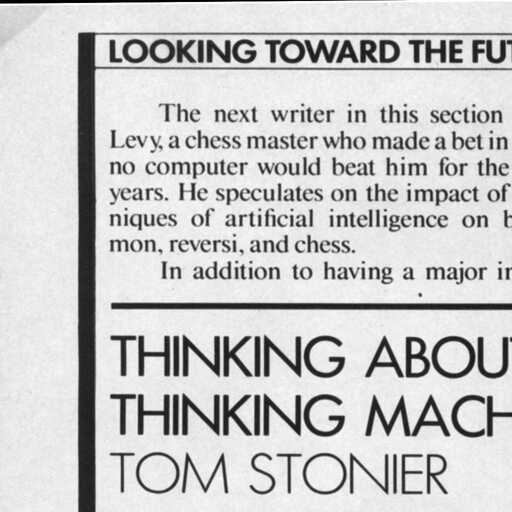 LOOKING TOWARD THE FUT
The next writer in this section
Levy, a chess master who made a bet in
no computer would beat him for the
years. He speculates on the impact of
niques of artificial intelligence on b
mon, reversi, and chess.
In addition to having a major in
THINKING ABOUT
THINKING MACH
TOM STONIER